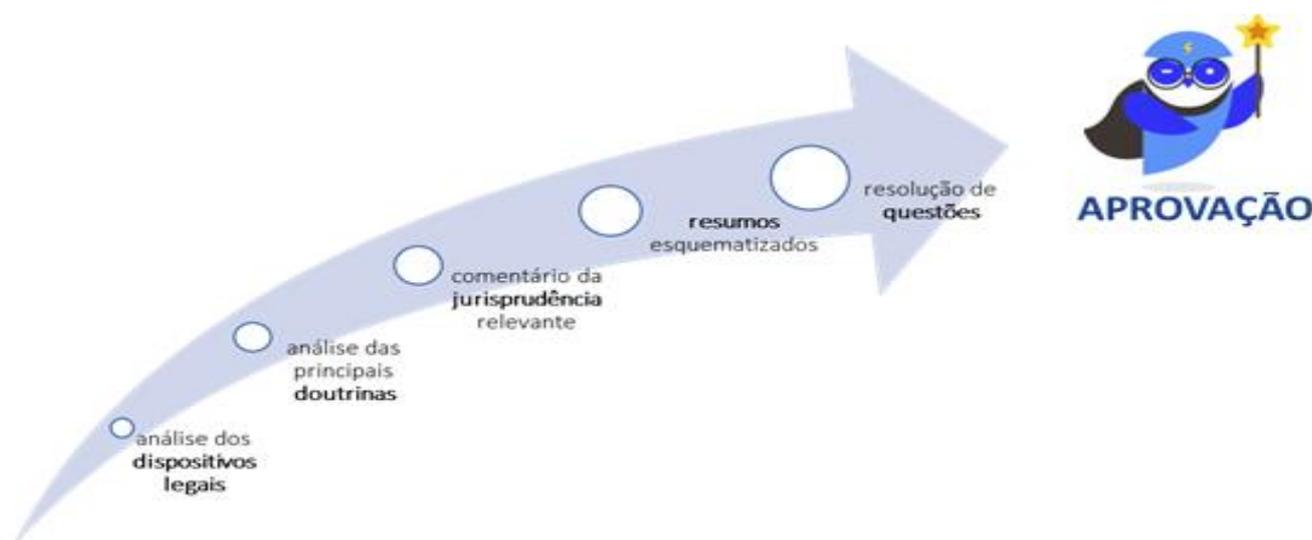 análise dos
dispositivos
legais
análise das
principais
doutrinas
comentário da
jurisprudência
relevante
resumos
esquematizados
resolução de
questões
APROVAÇÃO